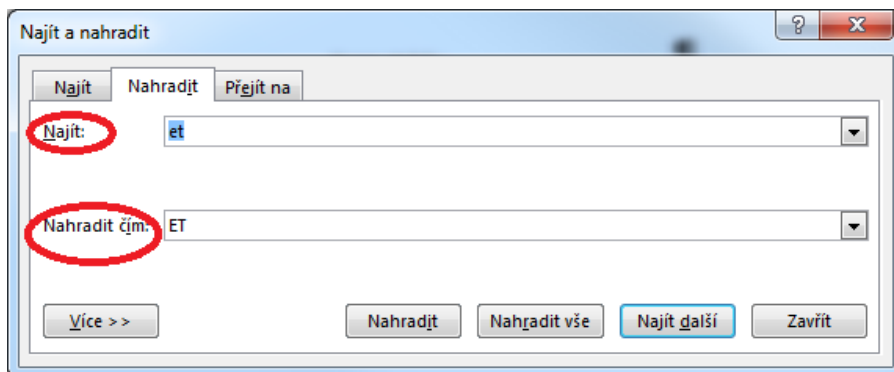 Najít a nahradit
Najít Nahradit Přejít na
Najít: et
Nahradit čím: ET
Více >> Nahradit Nahradit vše Najít další Zavřít